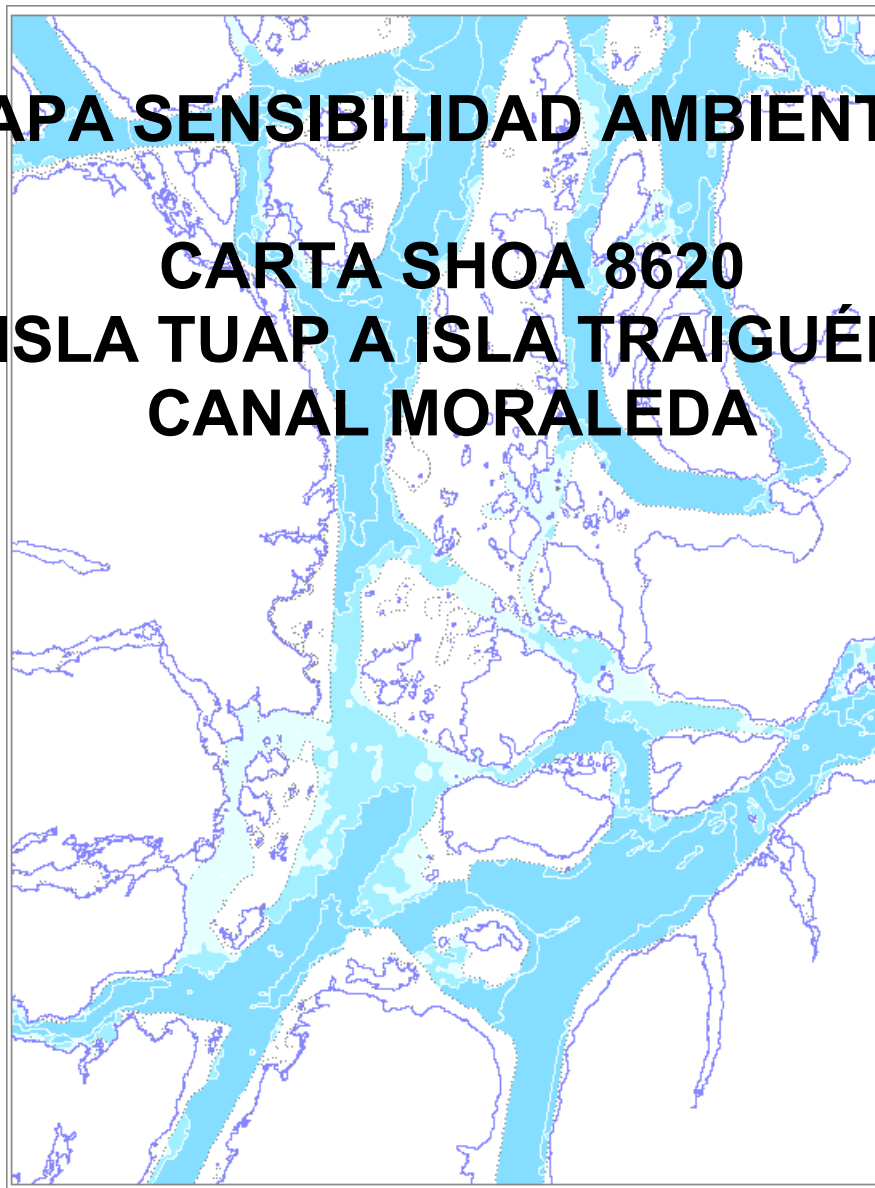 APA SENSIBILIDAD AMBIENT
CARTA SHOA 8620
ISLA TUAP A ISLA TRAIGUÉ
CANAL MORALEDA